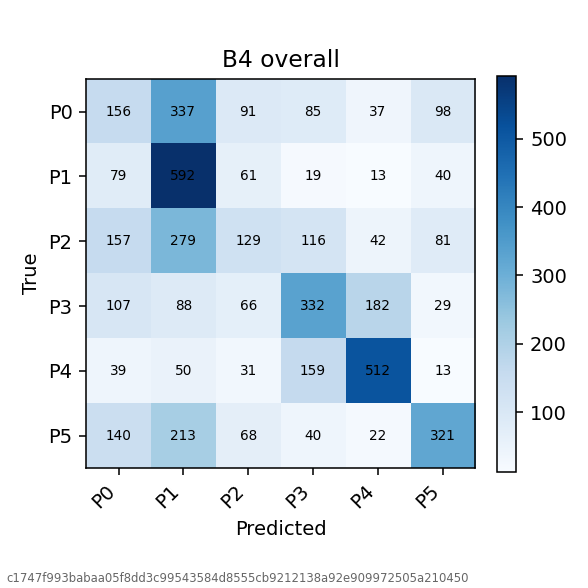 B4 overall
P0 156 337 91 85 37 98
P1 79 592 61 19 13 40
P2 157 279 129 116 42 81
P3 107 88 66 332 182 29
P4 39 50 31 159 512 13
P5 140 213 68 40 22 321
P0 P1 P2 P3 P4 P5
Predicted
True
500
400
300
200
100
c1747f993babaa05f8dd3c99543584d8555cb9212138a92e909972505a210450